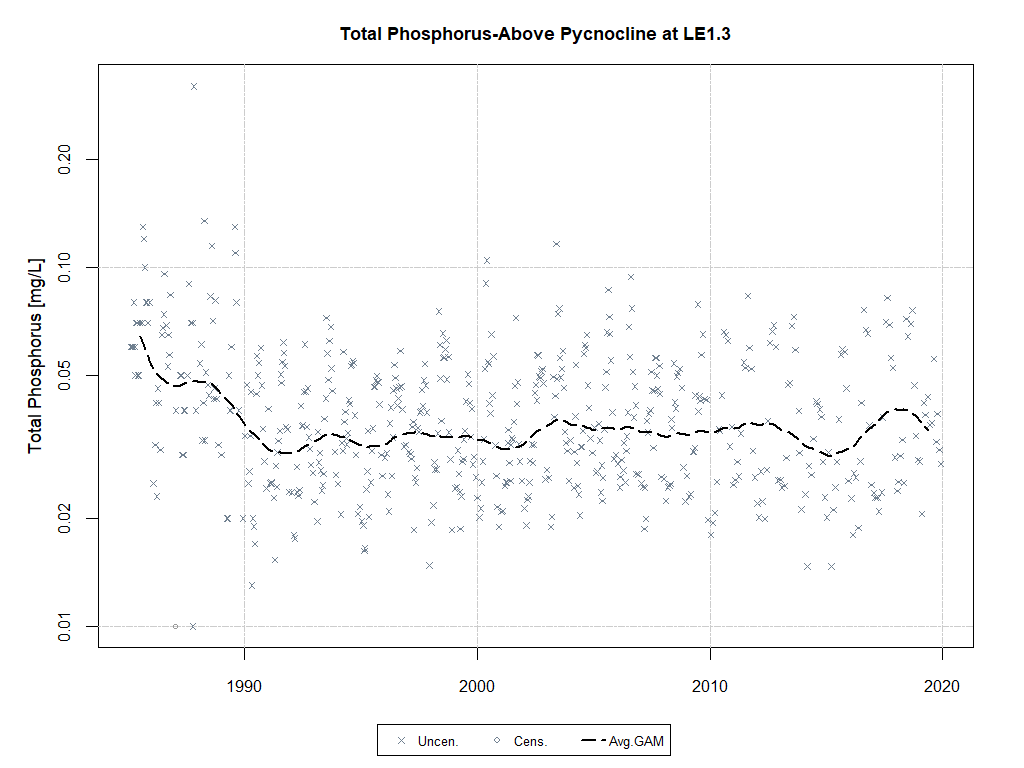 Total Phosphorus-Above Pycnocline at LE1.3
Total Phosphorus [mg/L]
0.20
0.10
0.05
0.02
0.01
1990 2000 2010 2020
Uncen. Cens. Avg.GAM